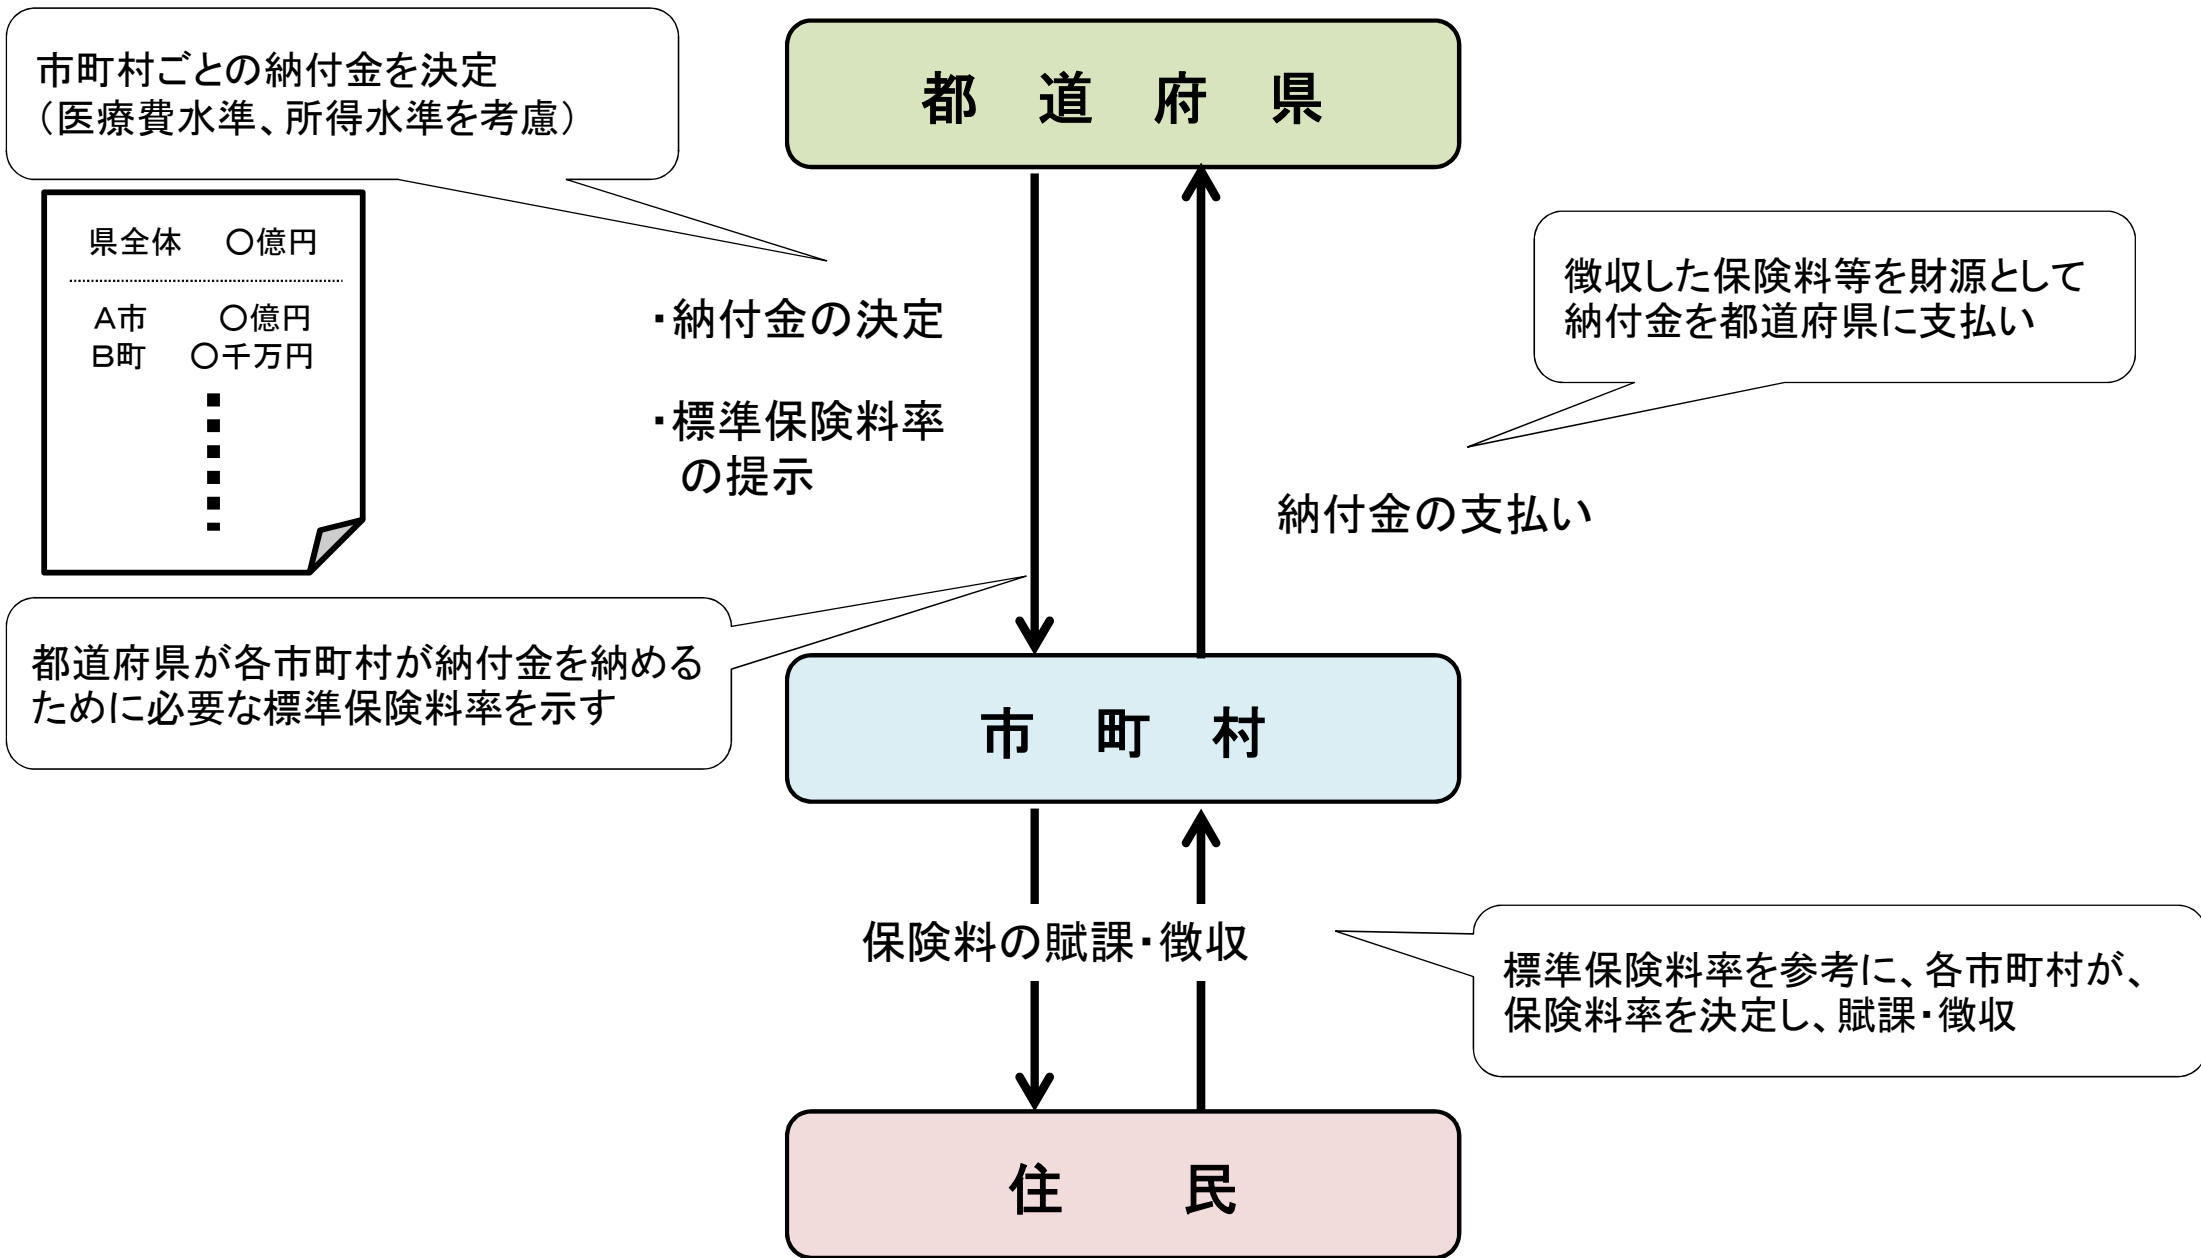 市町村ごとの納付金を決定
（医療費水準、所得水準を考慮）
都　道　府　県
県全体　〇億円
A市　〇億円
B町　〇千万円
・納付金の決定
・標準保険料率
の提示
徴収した保険料等を財源として
納付金を都道府県に支払い
納付金の支払い
都道府県が各市町村が納付金を納める
ために必要な標準保険料率を示す
市　町　村
保険料の賦課・徴収
標準保険料率を参考に、各市町村が、
保険料率を決定し、賦課・徴収
住　民